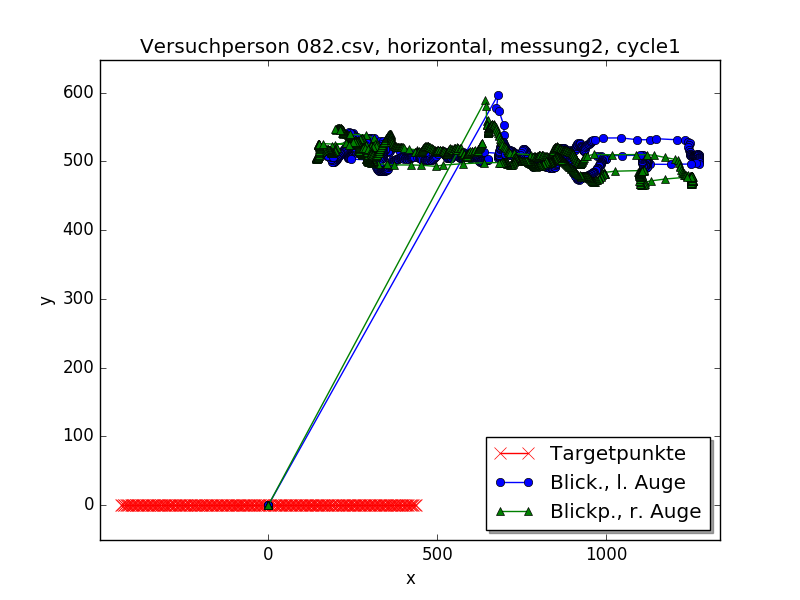 Versuchperson 082.csv, horizontal, messung2, cycle1
600
500
400
300
200
100
0
y
0 500 1000
x
Targetpunkte
Blick., l. Auge
Blickp., r. Auge